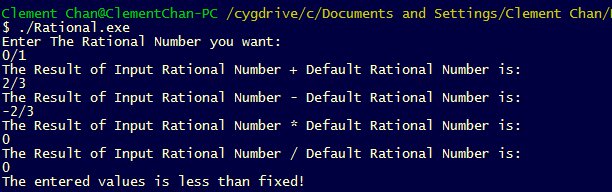 Clement Chan@ClementChan-PC /cygdrive/c/Documents and Settings/Clement Chan/
$ ./Rational.exe
Enter The Rational Number you want:
0/1
The Result of Input Rational Number + Default Rational Number is:
2/3
The Result of Input Rational Number - Default Rational Number is:
-2/3
The Result of Input Rational Number * Default Rational Number is:
0
The Result of Input Rational Number / Default Rational Number is:
0
The entered values is less than fixed!